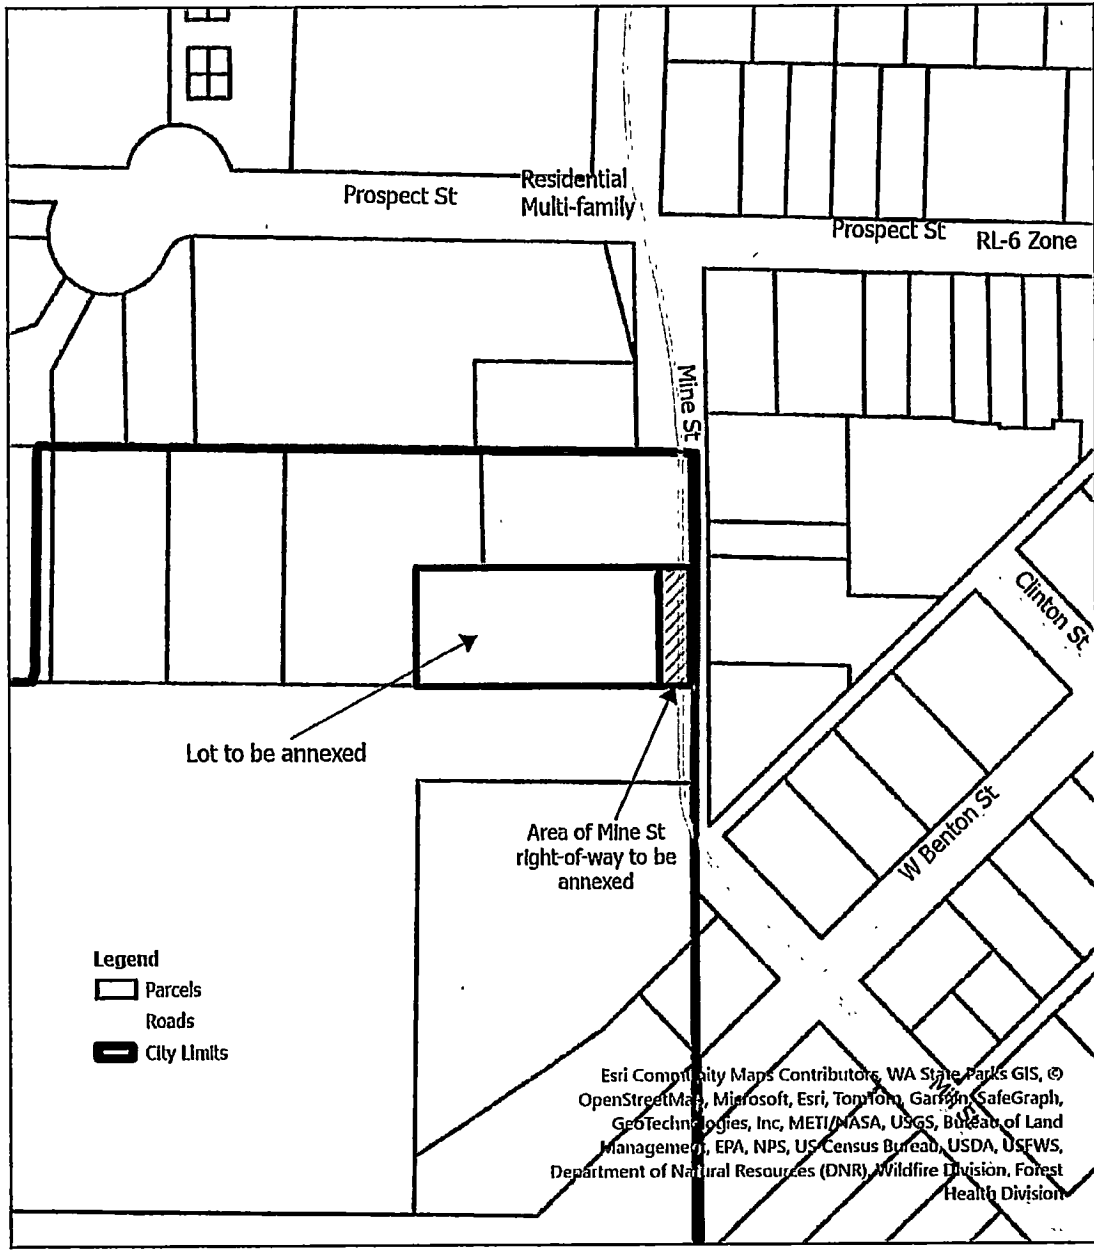 Prospect St
Residential
Multi-family
Prospect St
RL-6 Zone
Mine St
Clinton St
Lot to be annexed
W Benton St
Area of Mine St
right-of-way to be
annexed
Legend
Parcels
Roads
City Limits
Esri Community Maps Contributors, WA State Parks GIS, ©
OpenStreetMap, Microsoft, Esri, TomTom, Garmin, SafeGraph,
GeoTechnologies, Inc, METI/NASA, USGS, Bureau of Land
Management, EPA, NPS, US Census Bureau, USDA, USFWS,
Department of Natural Resources (DNR), Wildfire Division, Forest
Health Division